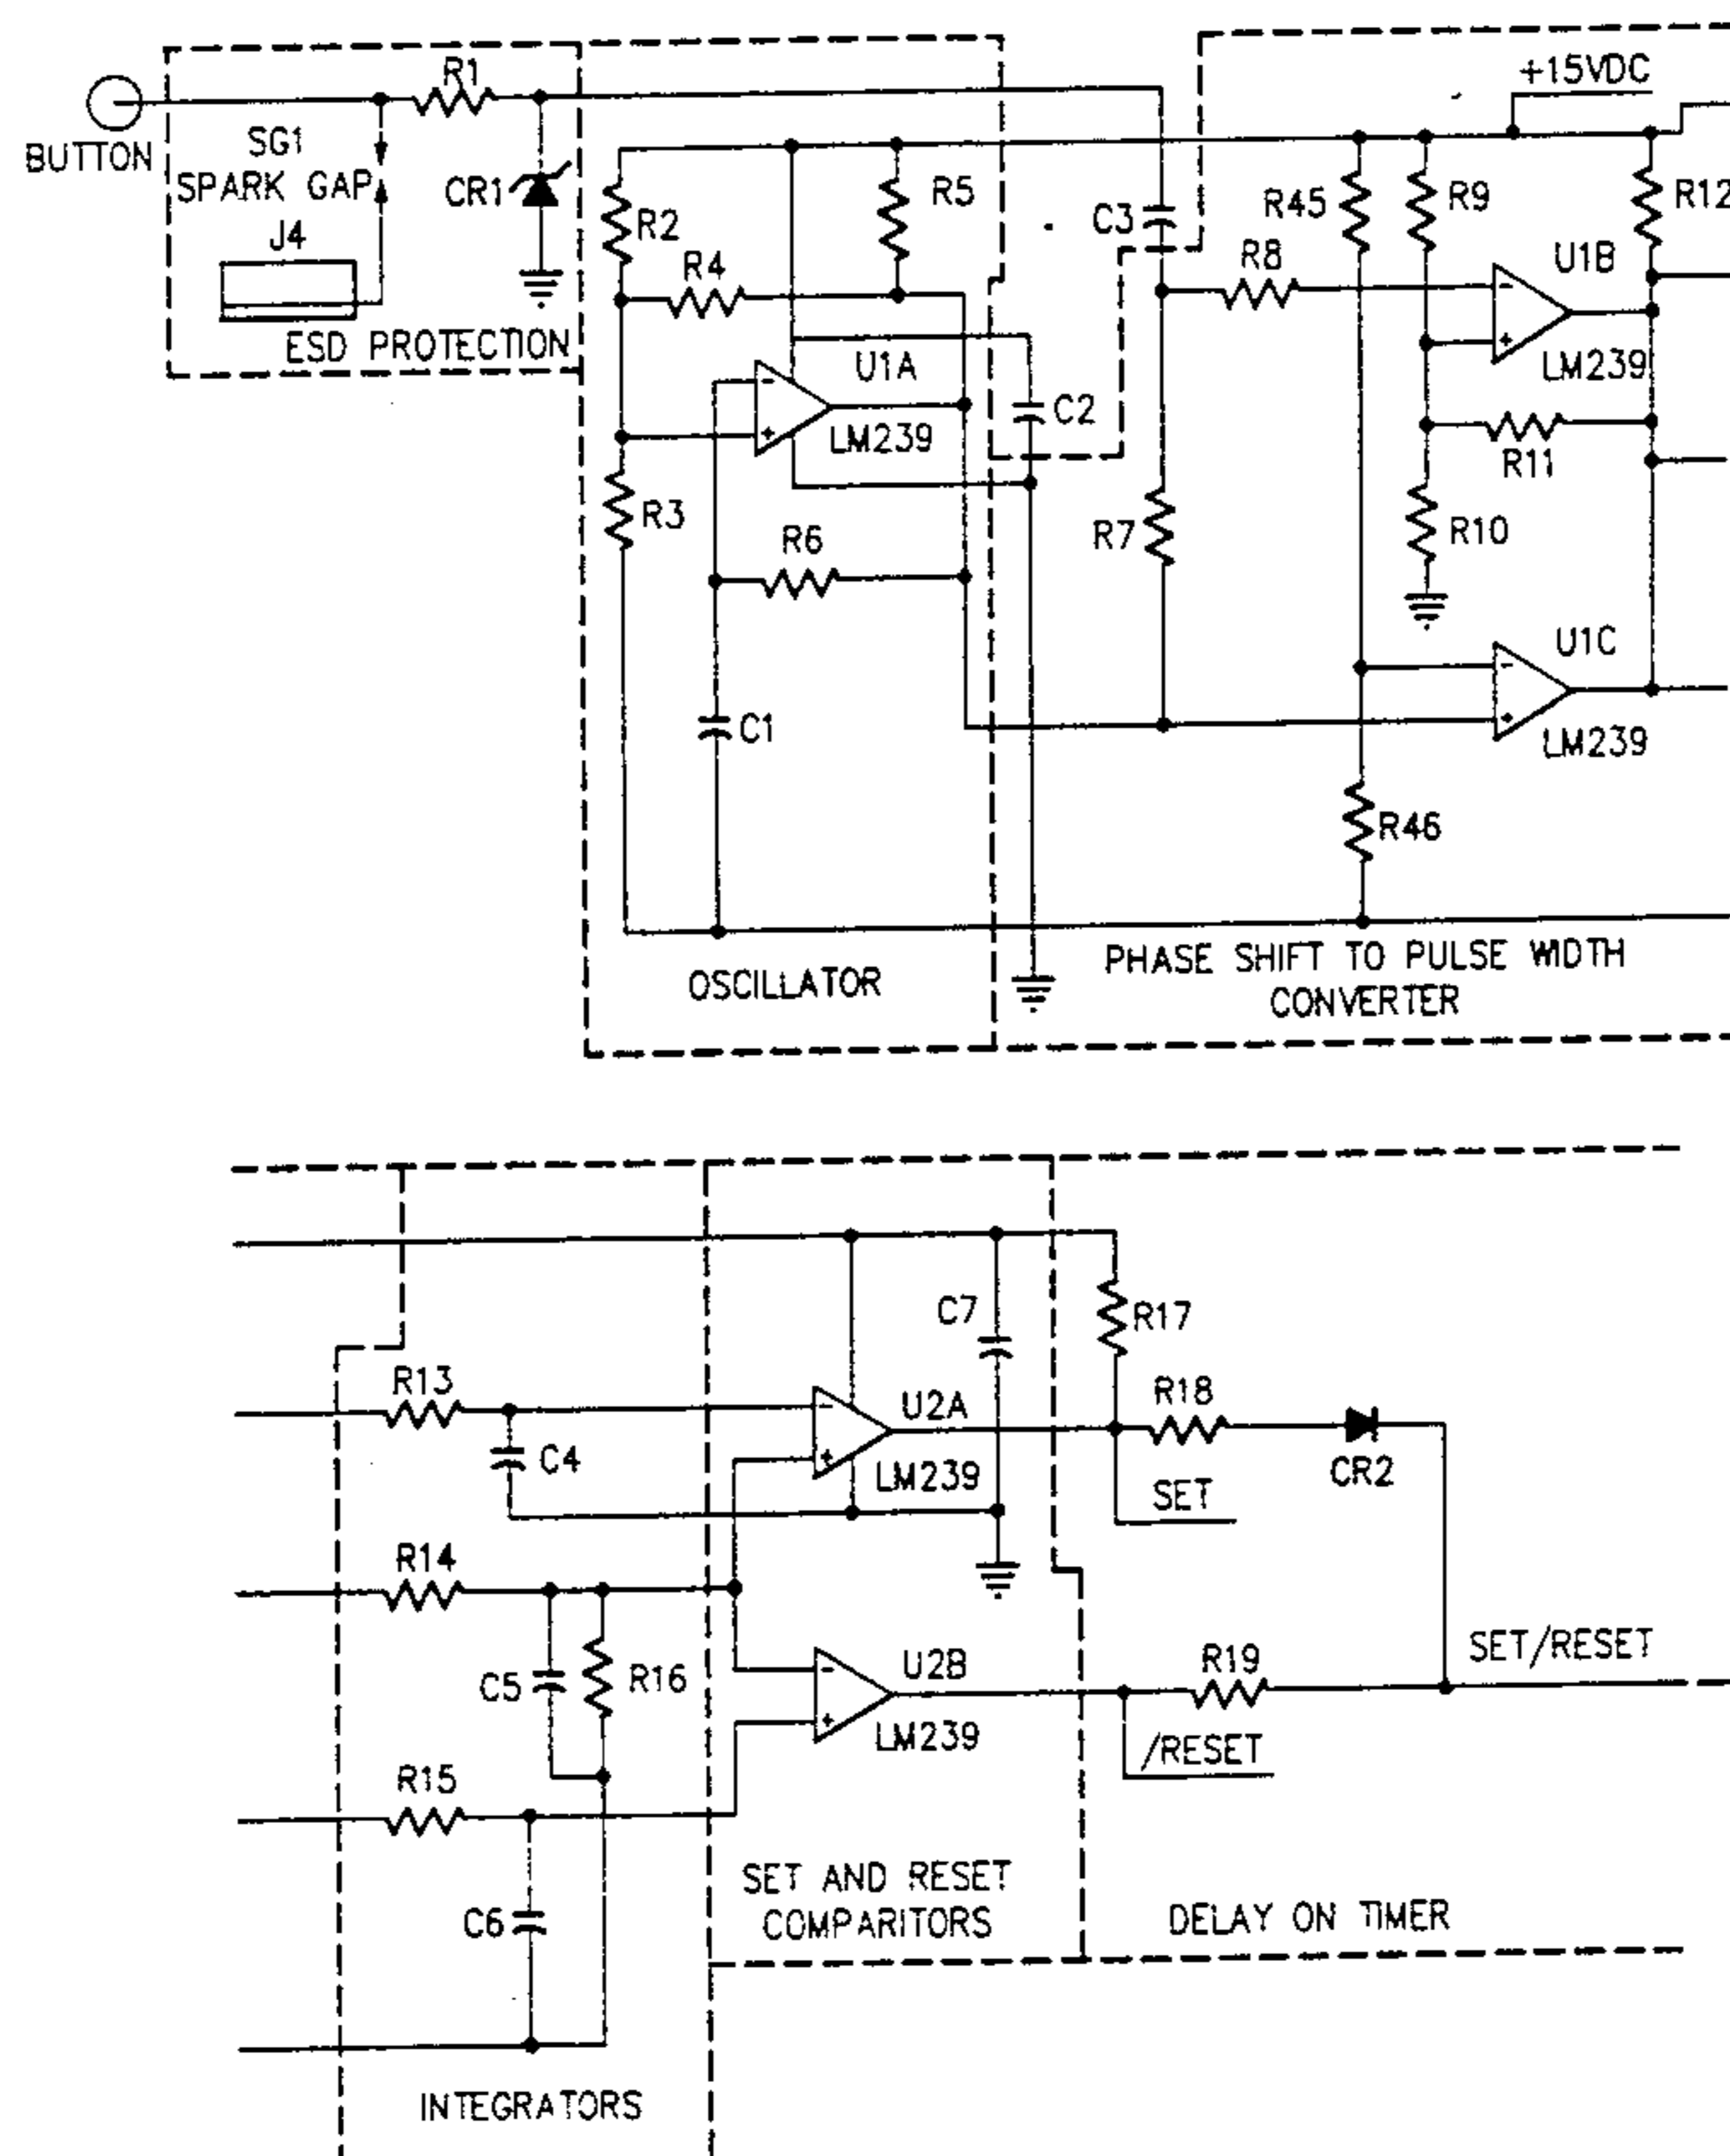 +15VDC
R1
BUTTON
SG1
SPARK GAP
CR1
J4
ESD PROTECTION
R2
R4
R5
C3
R45
R9
R12
R8
U1B
-
+
LM239
U1A
-
+
LM239
C2
R3
R6
R7
R11
R10
C1
U1C
-
+
LM239
R46
OSCILLATOR
PHASE SHIFT TO PULSE WIDTH
CONVERTER
C7
R17
R13
U2A
-
+
LM239
R18
C4
CR2
SET
R14
C5
R16
U2B
-
+
LM239
R19
SET/RESET
/RESET
R15
C6
SET AND RESET
COMPARITORS
DELAY ON TIMER
INTEGRATORS